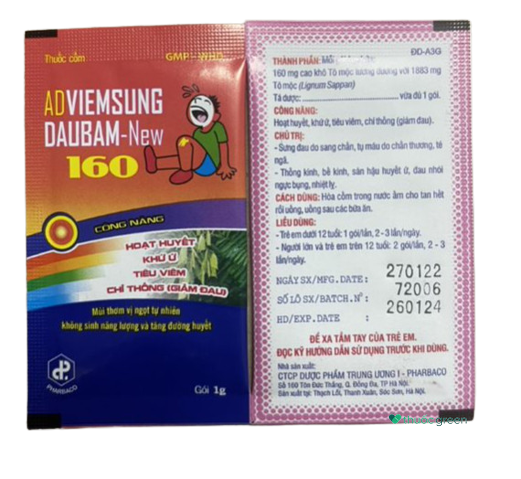 Thuốc cốm
GMP - WHO
ADVIEMSUNG
DAUBAM-New
160
CÔNG NĂNG
HOẠT HUYẾT
KHỨ Ứ
TIÊU VIÊM
CHỈ THỐNG (GIẢM ĐAU)
Mùi thơm vị ngọt tự nhiên
không sinh năng lượng và tăng đường huyết
PHARBACO
Gói 1g
ĐD-A3G
THÀNH PHẦN: Mỗi
160 mg cao khô Tô mộc tương đương với 1883 mg
Tô mộc (Lignum Sappan)
Tá dược: vừa đủ 1 gói.
CÔNG NĂNG:
Hoạt huyết, khứ ứ, tiêu viêm, chỉ thống (giảm đau).
CHỦ TRỊ:
- Sưng đau do sang chấn, tụ máu do chấn thương, té
ngã.
- Thống kinh, bế kinh, sản hậu huyết ứ, đau nhói
ngực bụng, nhiệt lỵ.
CÁCH DÙNG: Hòa cốm trong nước ấm cho tan hết
rồi uống, uống sau các bữa ăn.
LIỀU DÙNG:
- Trẻ em dưới 12 tuổi: 1 gói/lần, 2 - 3 lần/ngày.
- Người lớn và trẻ em trên 12 tuổi: 2 gói/lần, 2 - 3
lần/ngày.
NGÀY SX/MFG. DATE: 270122
SỐ LÔ SX/BATCH. Nº: 72006
HD/EXP. DATE : 260124
ĐỂ XA TẦM TAY CỦA TRẺ EM.
ĐỌC KỸ HƯỚNG DẪN SỬ DỤNG TRƯỚC KHI DÙNG.
Nhà sản xuất:
CTCP DƯỢC PHẨM TRUNG ƯƠNG I - PHARBACO
Số 160 Tôn Đức Thắng, Q. Đống Đa, TP Hà Nội.
Sản xuất tại: Thạch Lỗi, Thanh Xuân, Sóc Sơn, Hà Nội.